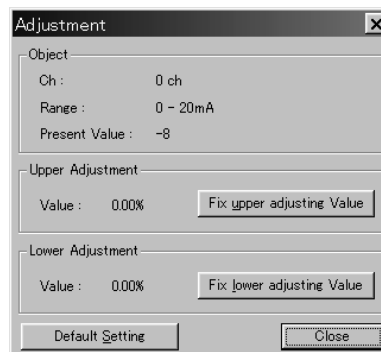 Adjustment
Object
Ch : 0 ch
Range : 0 - 20mA
Present Value : -8
Upper Adjustment
Value : 0.00% Fix upper adjusting Value
Lower Adjustment
Value : 0.00% Fix lower adjusting Value
Default Setting Close